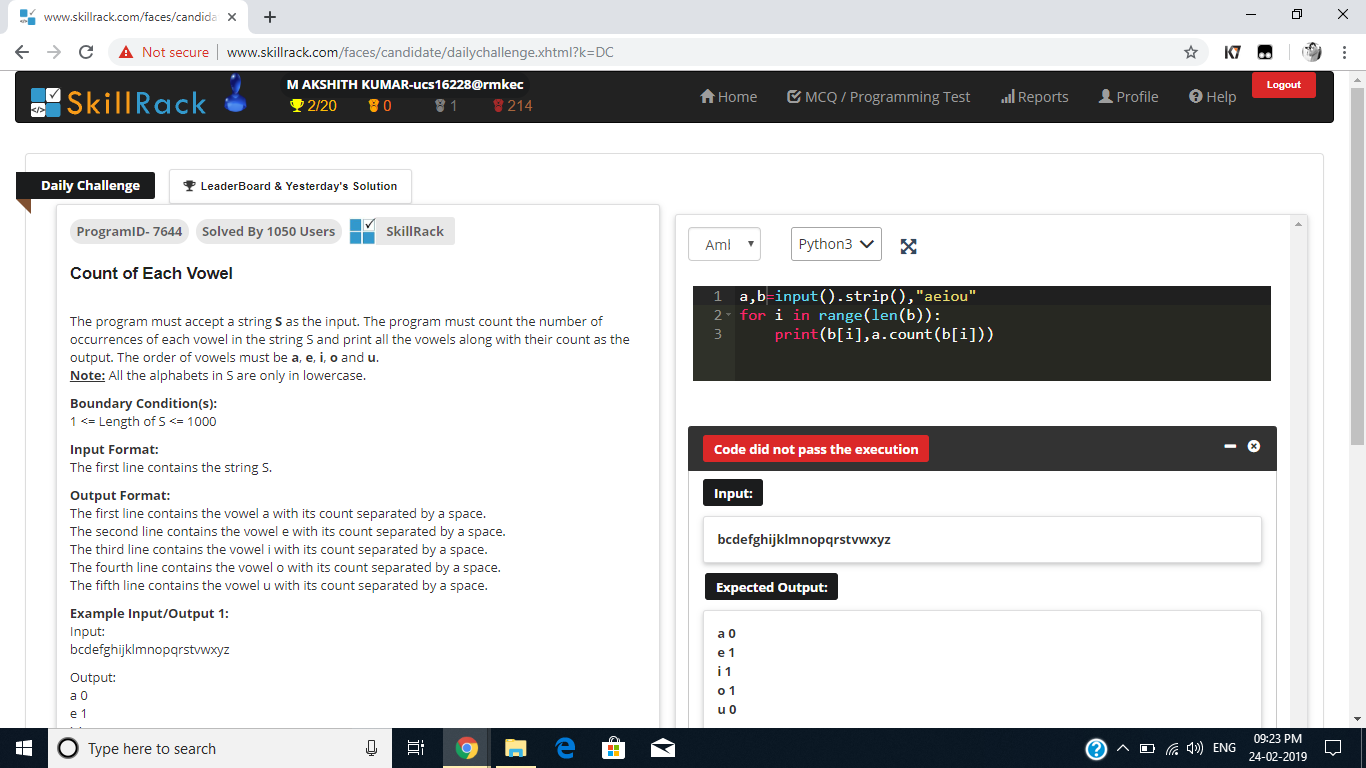 www.skillrack.com/faces/candida
Not secure | www.skillrack.com/faces/candidate/dailychallenge.xhtml?k=DC
K7
SkillRack
M AKSHITH KUMAR-ucs16228@rmkec
2/20 0 1 214
Home MCQ / Programming Test Reports Profile Help Logout
Daily Challenge
LeaderBoard & Yesterday's Solution
ProgramID- 7644 Solved By 1050 Users SkillRack
Count of Each Vowel
The program must accept a string S as the input. The program must count the number of
occurrences of each vowel in the string S and print all the vowels along with their count as the
output. The order of vowels must be a, e, i, o and u.
Note: All the alphabets in S are only in lowercase.
Boundary Condition(s):
1 <= Length of S <= 1000
Input Format:
The first line contains the string S.
Output Format:
The first line contains the vowel a with its count separated by a space.
The second line contains the vowel e with its count separated by a space.
The third line contains the vowel i with its count separated by a space.
The fourth line contains the vowel o with its count separated by a space.
The fifth line contains the vowel u with its count separated by a space.
Example Input/Output 1:
Input:
bcdefghijklmnopqrstvwxyz
Output:
a 0
e 1
Aml Python3
1 a,b=input().strip(),"aeiou"
2 for i in range(len(b)):
3 print(b[i],a.count(b[i]))
Code did not pass the execution
Input:
bcdefghijklmnopqrstvwxyz
Expected Output:
a 0
e 1
i 1
o 1
u 0
Type here to search
ENG
09:23 PM
24-02-2019